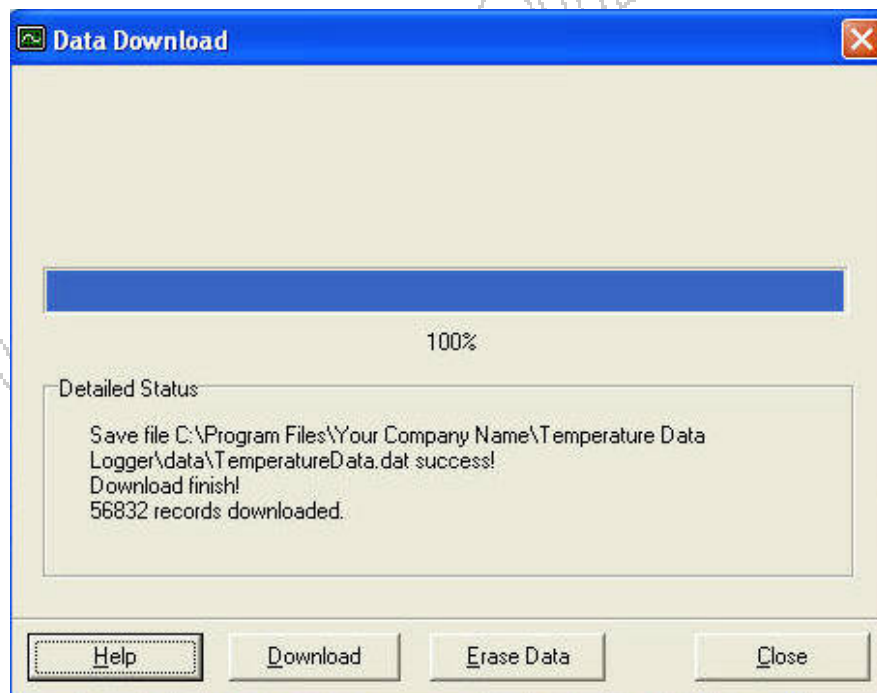 Data Download
100%
Detailed Status
Save file C:\Program Files\Your Company Name\Temperature Data
Logger\data\TemperatureData.dat success!
Download finish!
56832 records downloaded.
Help
Download
Erase Data
Close